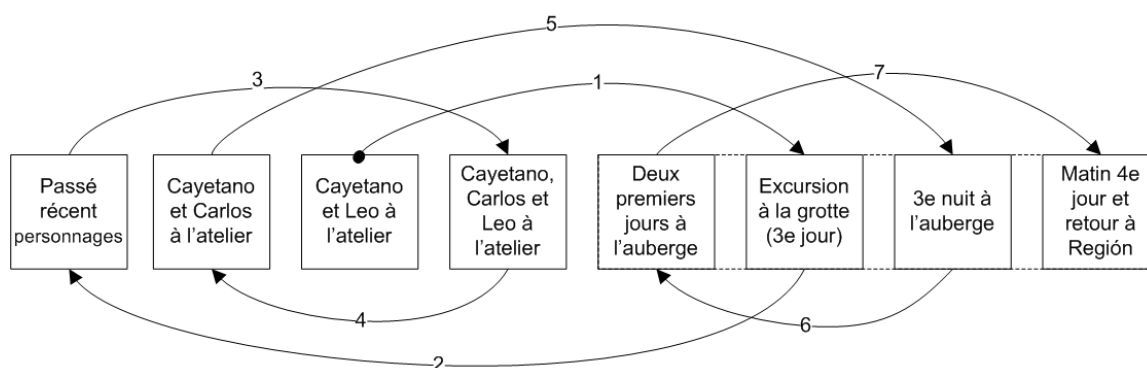 5
3
1
7
Passé
récent
personnages
Cayetano
et Carlos
à l'atelier
Cayetano
et Leo à
l'atelier
Cayetano,
Carlos et
Leo à
l'atelier
Deux
premiers
jours à
l'auberge
Excursion
à la grotte
(3e jour)
3e nuit à
l'auberge
Matin 4e
jour et
retour à
Región
4
6
2